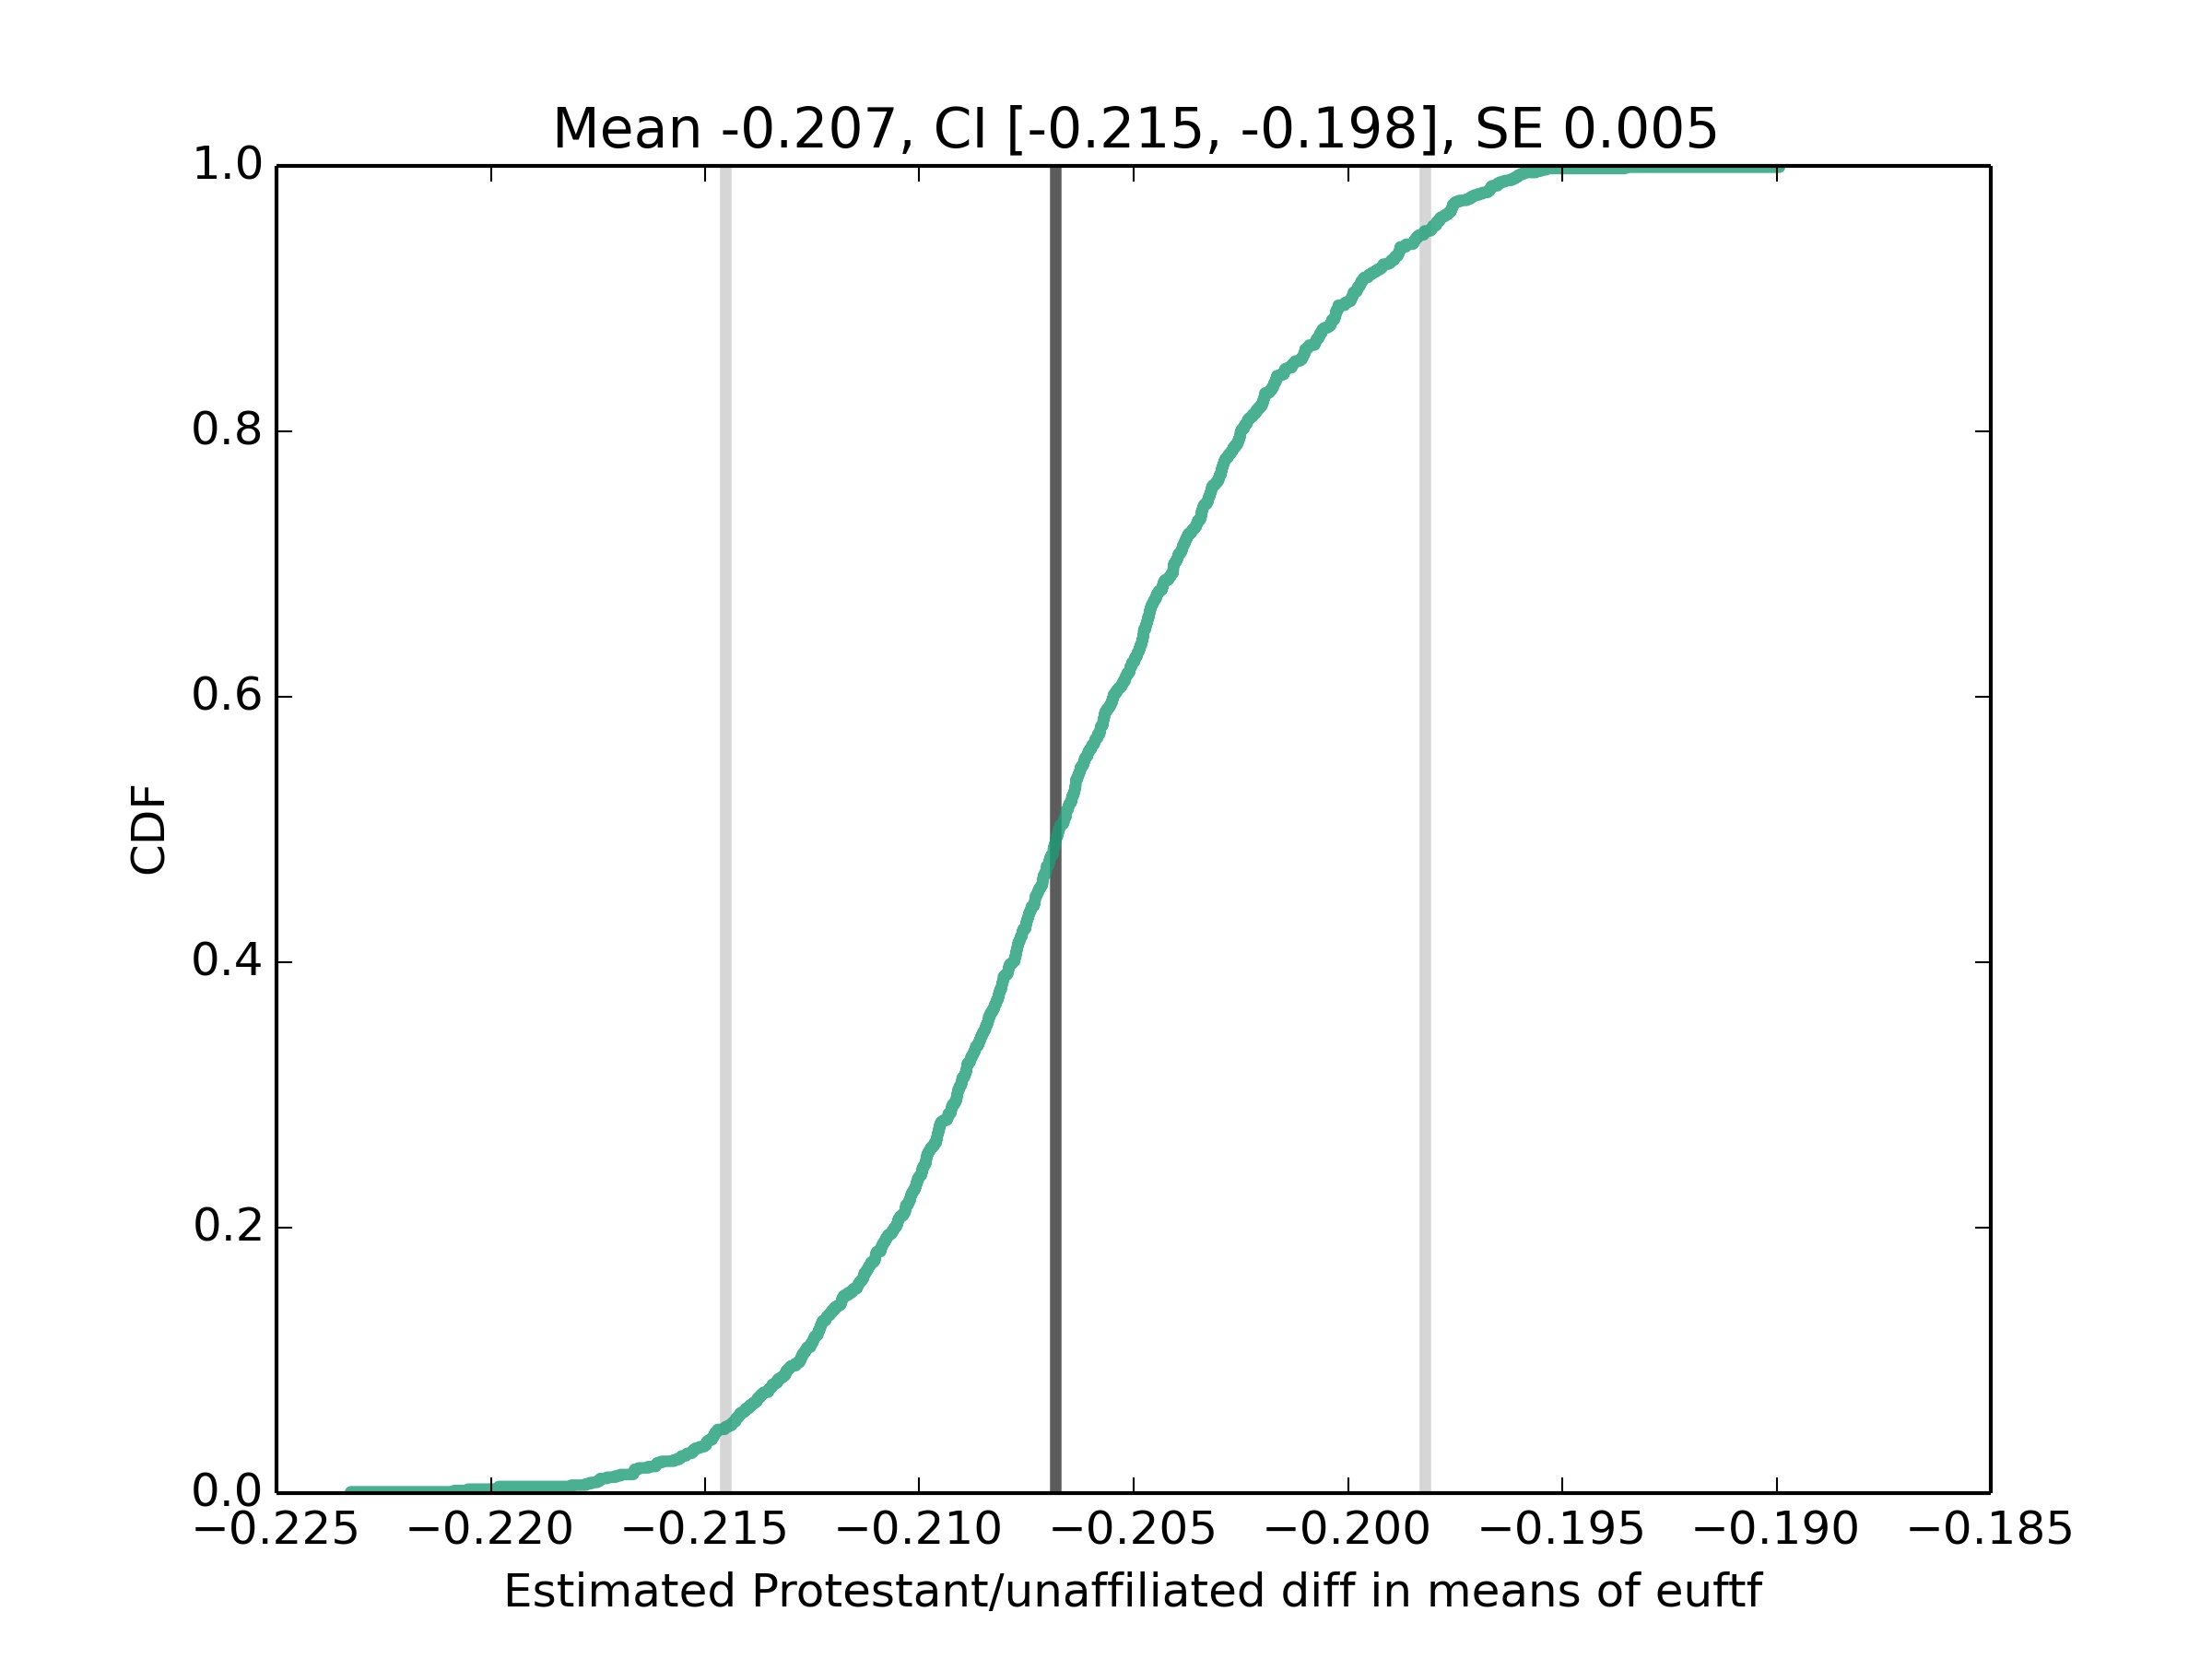 Mean -0.207, CI [-0.215, -0.198], SE 0.005
1.0
0.8
0.6
0.4
0.2
0.0
CDF
−0.225 −0.220 −0.215 −0.210 −0.205 −0.200 −0.195 −0.190 −0.185
Estimated Protestant/unaffiliated diff in means of euftf